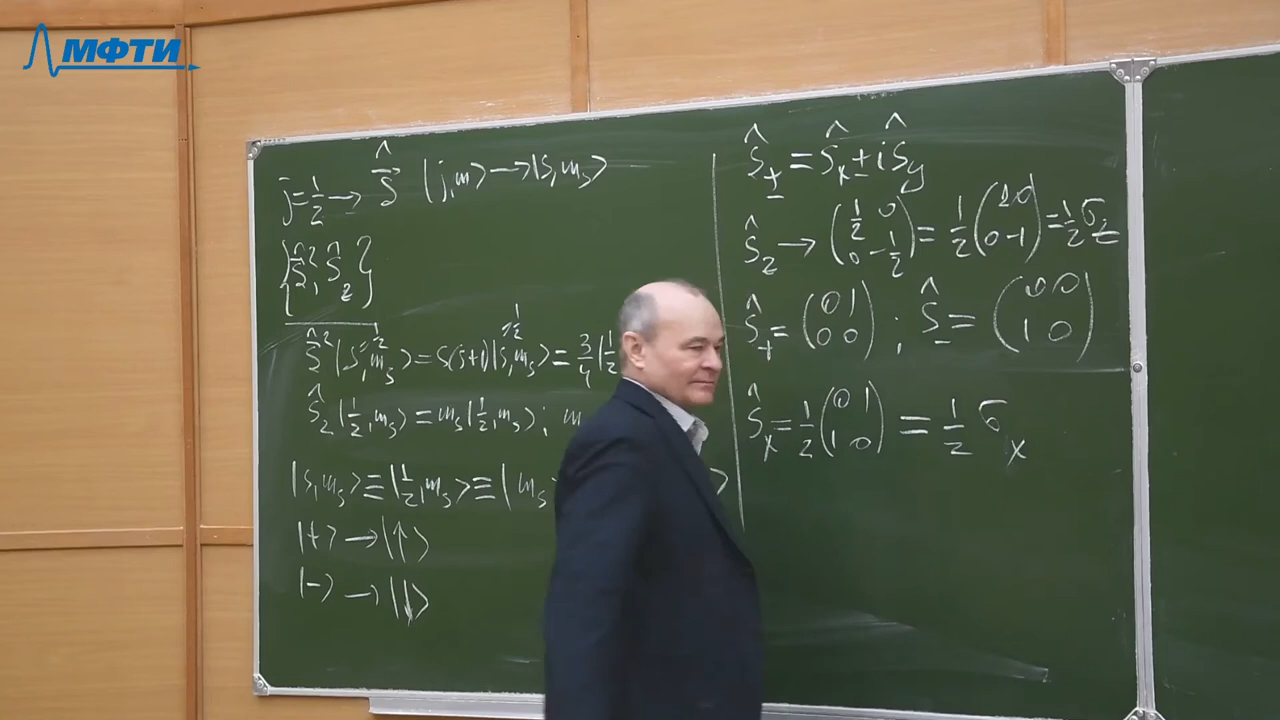 МФТИ
j=1/2 → Ŝ |j,m⟩ → |s,m_s⟩
{Ŝ², Ŝ_z}
Ŝ²|s,m_s⟩ = s(s+1)|s,m_s⟩ = 3/4 |1/2
Ŝ_z|1/2,m_s⟩ = m_s|1/2,m_s⟩; m
|s,m_s⟩ ≡ |1/2,m_s⟩ ≡ |m_s ⟩
|+⟩ → |↑⟩
|−⟩ → |↓⟩
Ŝ_± = Ŝ_x ± iŜ_y
Ŝ_z → (1/2 0; 0 −1/2) = 1/2 (1 0; 0 −1) = 1/2 σ_z
Ŝ_+ = (0 1; 0 0); Ŝ_− = (0 0; 1 0)
Ŝ_x = 1/2 (0 1; 1 0) = 1/2 σ_x